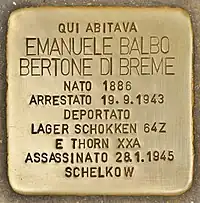 QUI ABITAVA
EMANUELE BALBO
BERTONE DI BREME
NATO 1886
ARRESTATO 19.9.1943
DEPORTATO
LAGER SCHOKKEN 64Z
E THORN XXA
ASSASSINATO 28.1.1945
SCHELKOW